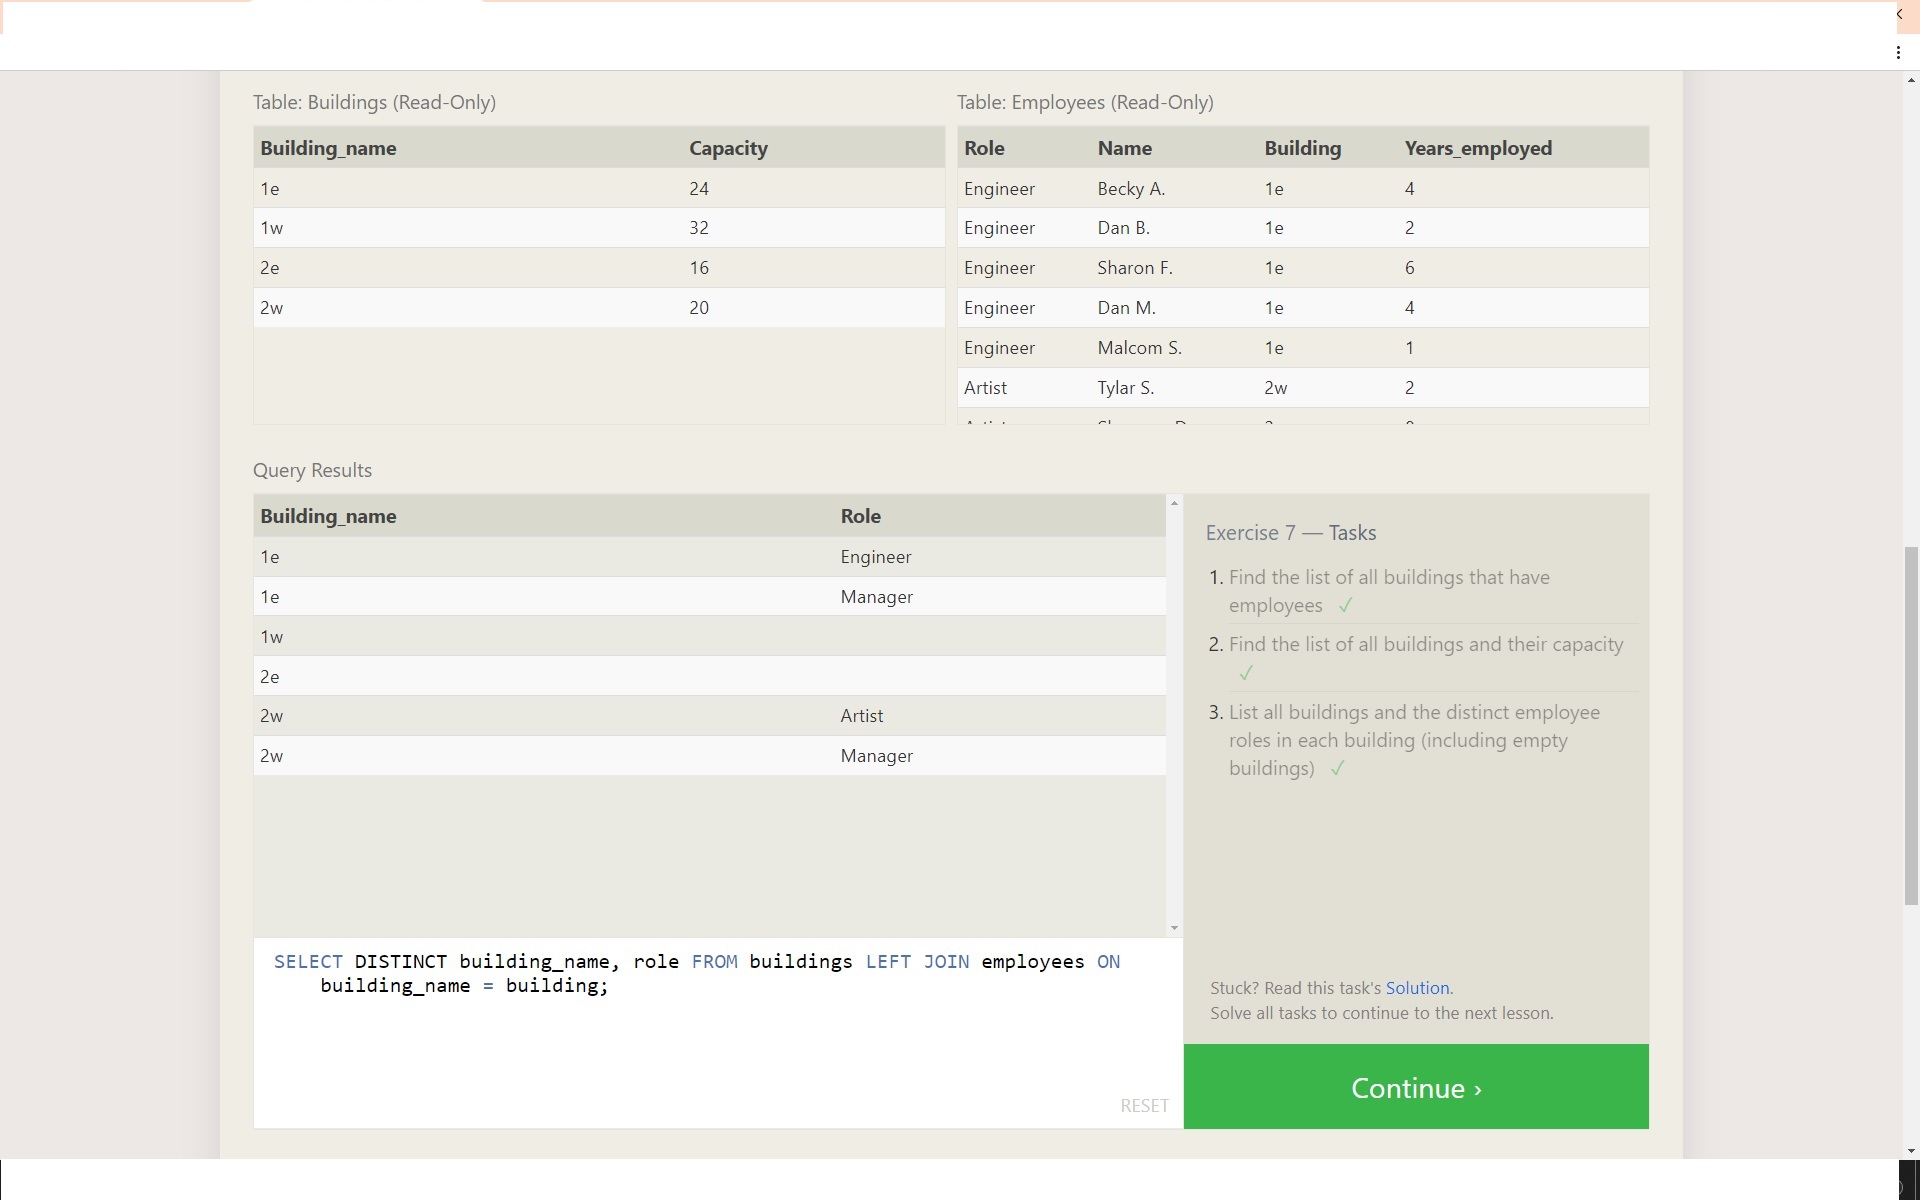 Table: Buildings (Read-Only)
Building_name Capacity
1e 24
1w 32
2e 16
2w 20
Table: Employees (Read-Only)
Role Name Building Years_employed
Engineer Becky A. 1e 4
Engineer Dan B. 1e 2
Engineer Sharon F. 1e 6
Engineer Dan M. 1e 4
Engineer Malcom S. 1e 1
Artist Tylar S. 2w 2
Query Results
Building_name Role
1e Engineer
1e Manager
1w
2e
2w Artist
2w Manager
SELECT DISTINCT building_name, role FROM buildings LEFT JOIN employees ON
building_name = building;
RESET
Exercise 7 — Tasks
1. Find the list of all buildings that have
employees ✓
2. Find the list of all buildings and their capacity
✓
3. List all buildings and the distinct employee
roles in each building (including empty
buildings) ✓
Stuck? Read this task's Solution.
Solve all tasks to continue to the next lesson.
Continue ›